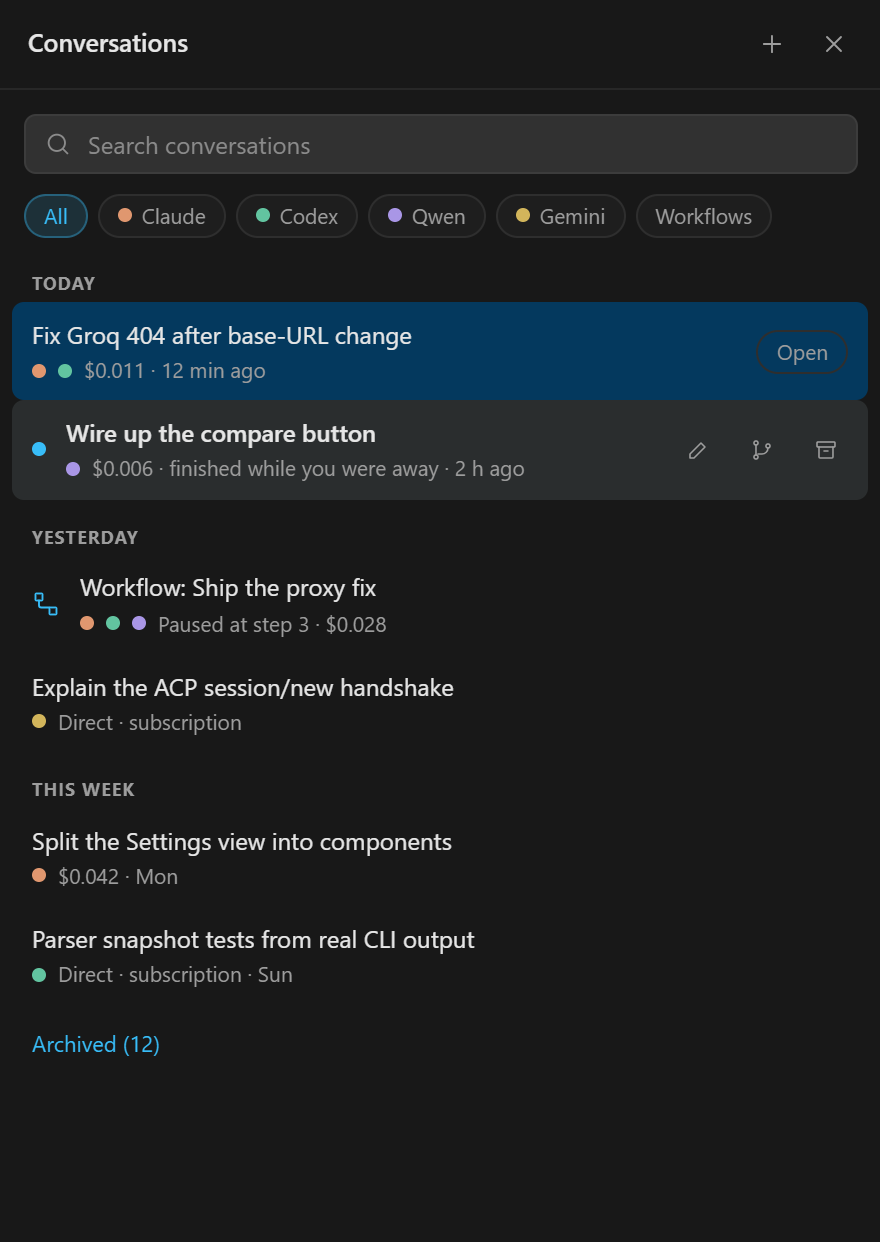 Conversations
Search conversations
All
Claude
Codex
Qwen
Gemini
Workflows
TODAY
Fix Groq 404 after base-URL change
$0.011 · 12 min ago
Open
Wire up the compare button
$0.006 · finished while you were away · 2 h ago
YESTERDAY
Workflow: Ship the proxy fix
Paused at step 3 · $0.028
Explain the ACP session/new handshake
Direct · subscription
THIS WEEK
Split the Settings view into components
$0.042 · Mon
Parser snapshot tests from real CLI output
Direct · subscription · Sun
Archived (12)